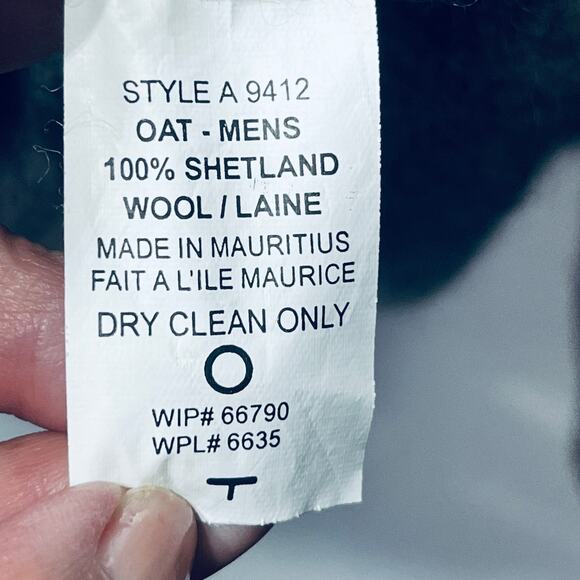 STYLE A 9412
OAT - MENS
100% SHETLAND
WOOL / LAINE
MADE IN MAURITIUS
FAIT A L'ILE MAURICE
DRY CLEAN ONLY
WIP# 66790
WPL# 6635